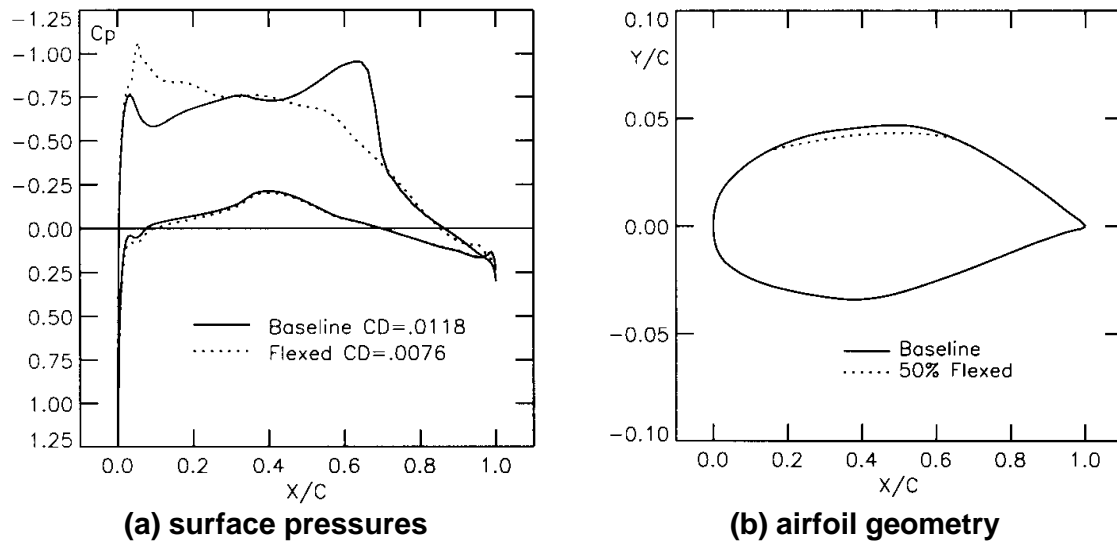 -1.25
Cp
-1.00
-0.75
-0.50
-0.25
0.00
0.25
0.50
0.75
1.00
1.25
Baseline CD=.0118
Flexed CD=.0076
0.0 0.2 0.4 0.6 0.8 1.0
X/C
(a) surface pressures
0.10
Y/C
0.05
0.00
-0.05
-0.10
Baseline
50% Flexed
0.0 0.2 0.4 0.6 0.8 1.0
X/C
(b) airfoil geometry